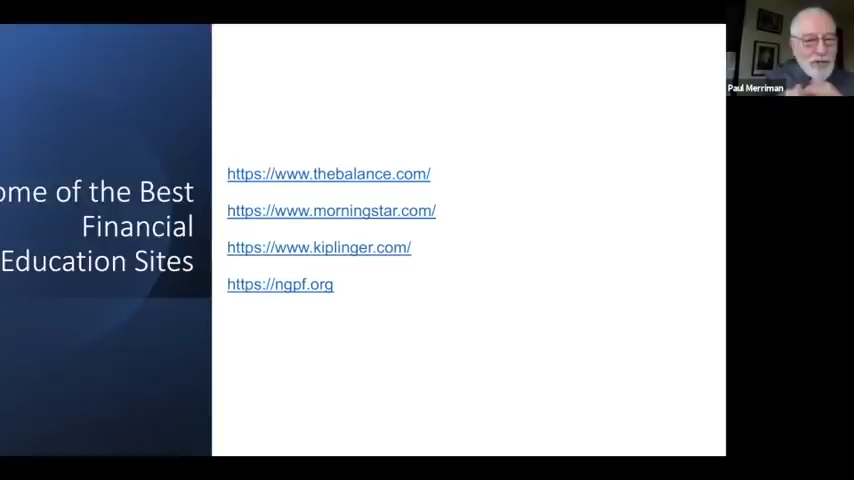 ome of the Best
Financial
Education Sites
https://www.thebalance.com/
https://www.morningstar.com/
https://www.kiplinger.com/
https://ngpf.org
Paul Merriman